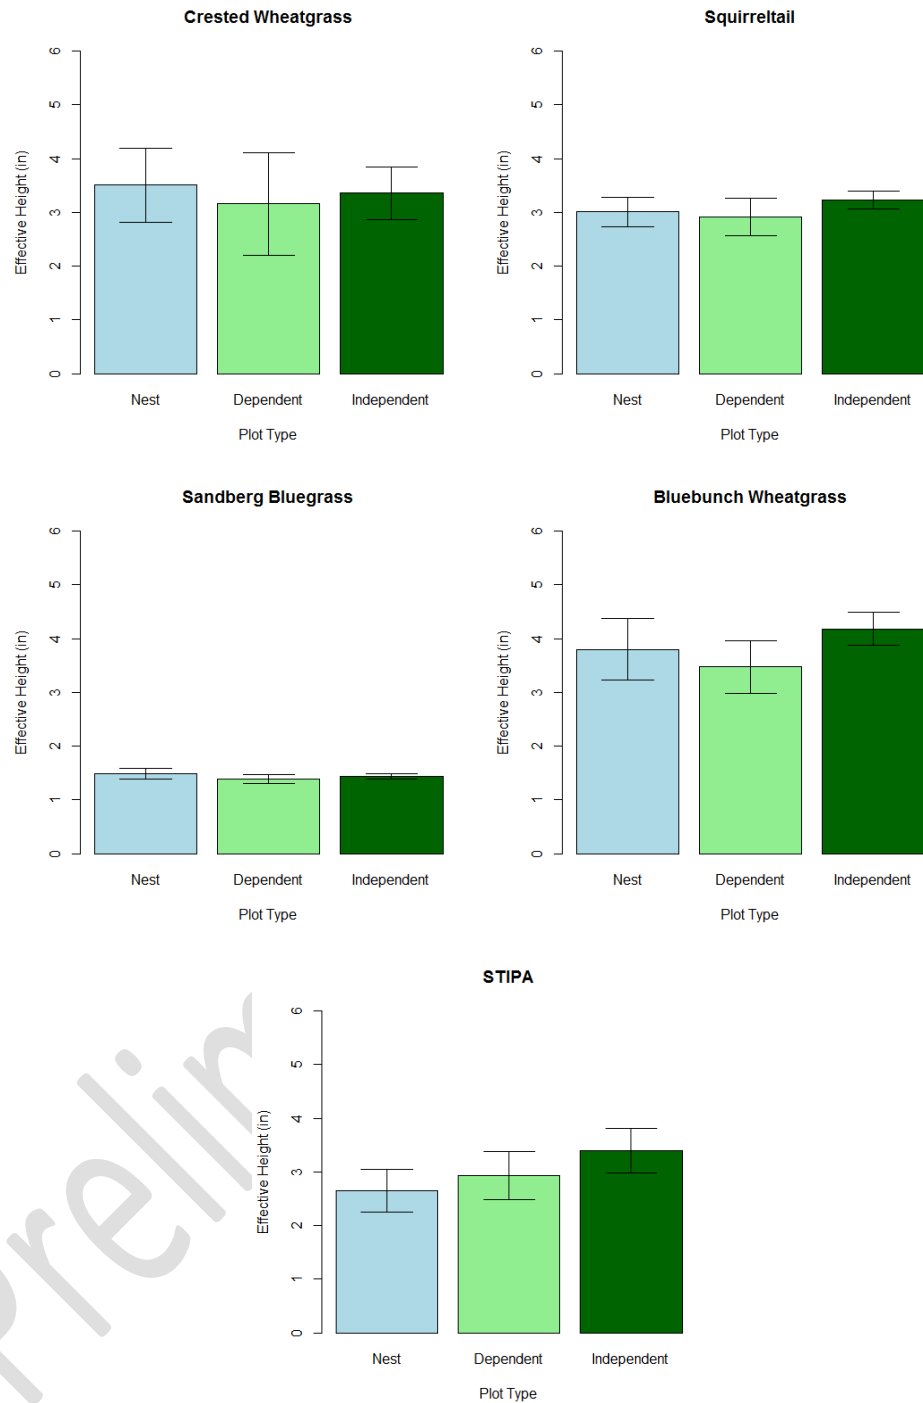 Crested Wheatgrass
Effective Height (in)
6
5
4
3
2
1
0
Nest Dependent Independent
Plot Type
Squirreltail
Effective Height (in)
6
5
4
3
2
1
0
Nest Dependent Independent
Plot Type
Sandberg Bluegrass
Effective Height (in)
6
5
4
3
2
1
0
Nest Dependent Independent
Plot Type
Bluebunch Wheatgrass
Effective Height (in)
6
5
4
3
2
1
0
Nest Dependent Independent
Plot Type
STIPA
Effective Height (in)
6
5
4
3
2
1
0
Nest Dependent Independent
Plot Type